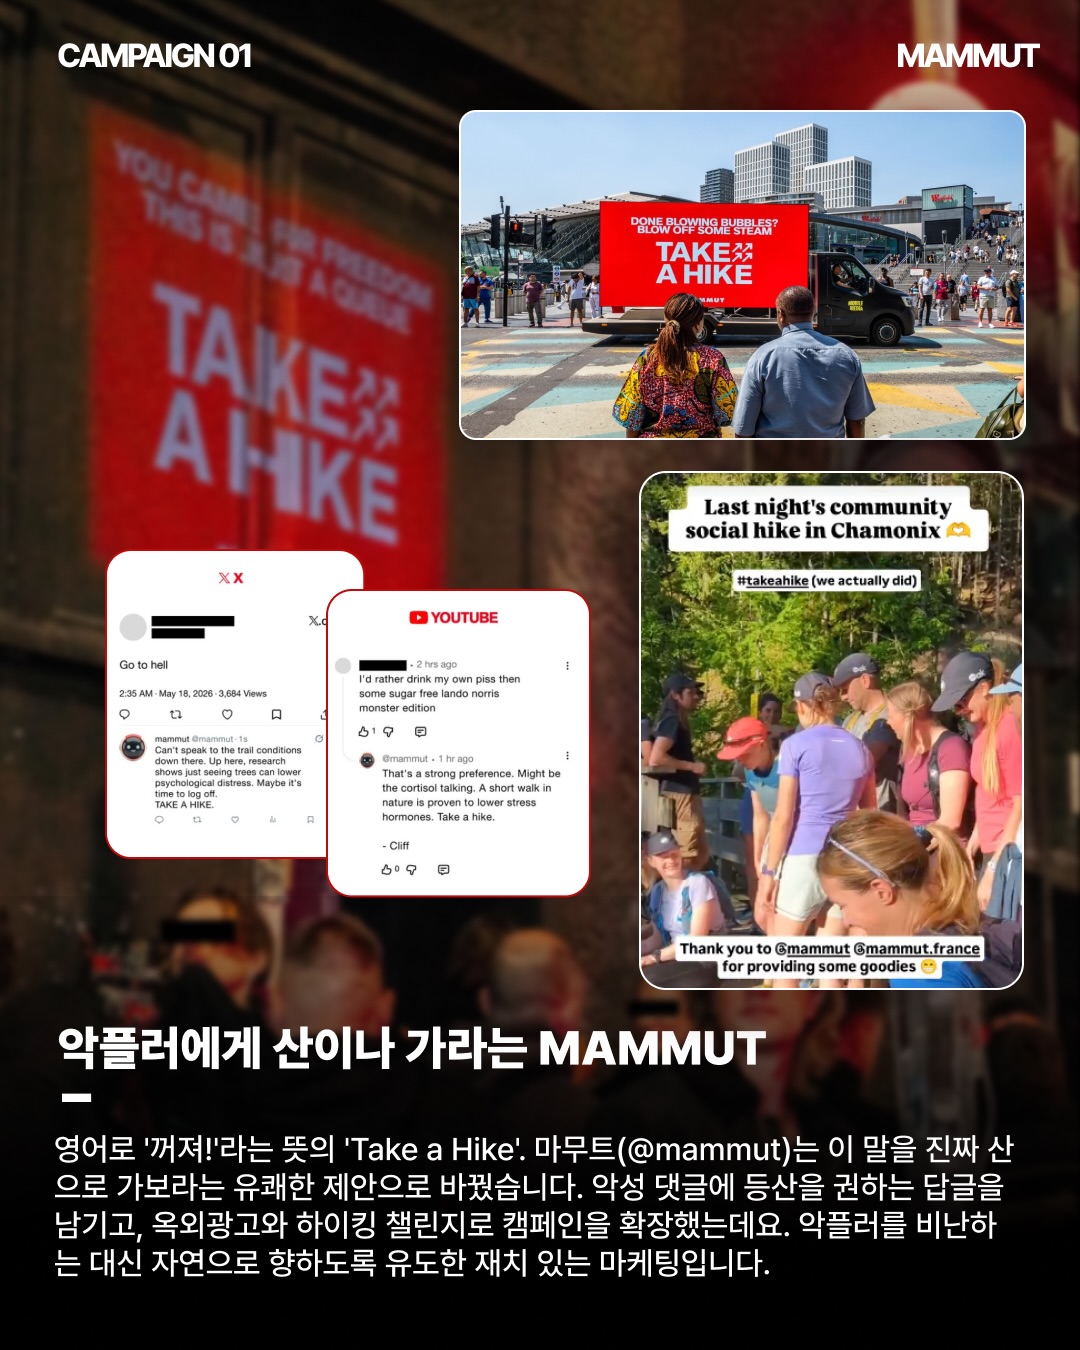 CAMPAIGN 01
MAMMUT
YOU CAME FOR FREEDOM
THIS IS JUST A QUEUE
TAKE
A HIKE
DONE BLOWING BUBBLES?
BLOW OFF SOME STEAM
TAKE
A HIKE
MMUT
Westfield
MOBILE
MEDIA
Last night's community
social hike in Chamonix 🫶
#takeahike (we actually did)
Thank you to @mammut @mammut.france
for providing some goodies 😁
X
Go to hell
2:35 AM · May 18, 2026 · 3,684 Views
mammut @mammut · 1s
Can't speak to the trail conditions
down there. Up here, research
shows just seeing trees can lower
psychological distress. Maybe it's
time to log off.
TAKE A HIKE.
YOUTUBE
• 2 hrs ago
I'd rather drink my own piss then
some sugar free lando norris
monster edition
1
@mammut • 1 hr ago
That's a strong preference. Might be
the cortisol talking. A short walk in
nature is proven to lower stress
hormones. Take a hike.
- Cliff
0
악플러에게 산이나 가라는 MAMMUT
영어로 '꺼져!'라는 뜻의 'Take a Hike'. 마무트(@mammut)는 이 말을 진짜 산
으로 가보라는 유쾌한 제안으로 바꿨습니다. 악성 댓글에 등산을 권하는 답글을
남기고, 옥외광고와 하이킹 챌린지로 캠페인을 확장했는데요. 악플러를 비난하
는 대신 자연으로 향하도록 유도한 재치 있는 마케팅입니다.